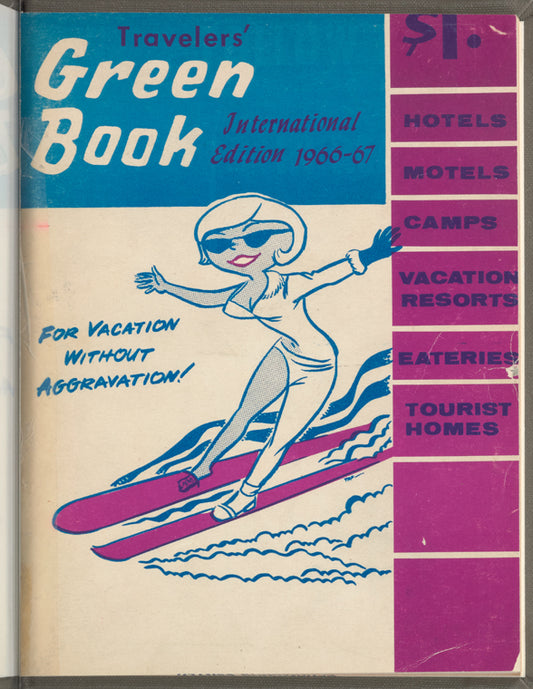 Travelers'
Green
Book
International
Edition 1966-67
$1.
HOTELS
MOTELS
CAMPS
VACATION
RESORTS
EATERIES
TOURIST
HOMES
FOR VACATION
WITHOUT
AGGRAVATION!